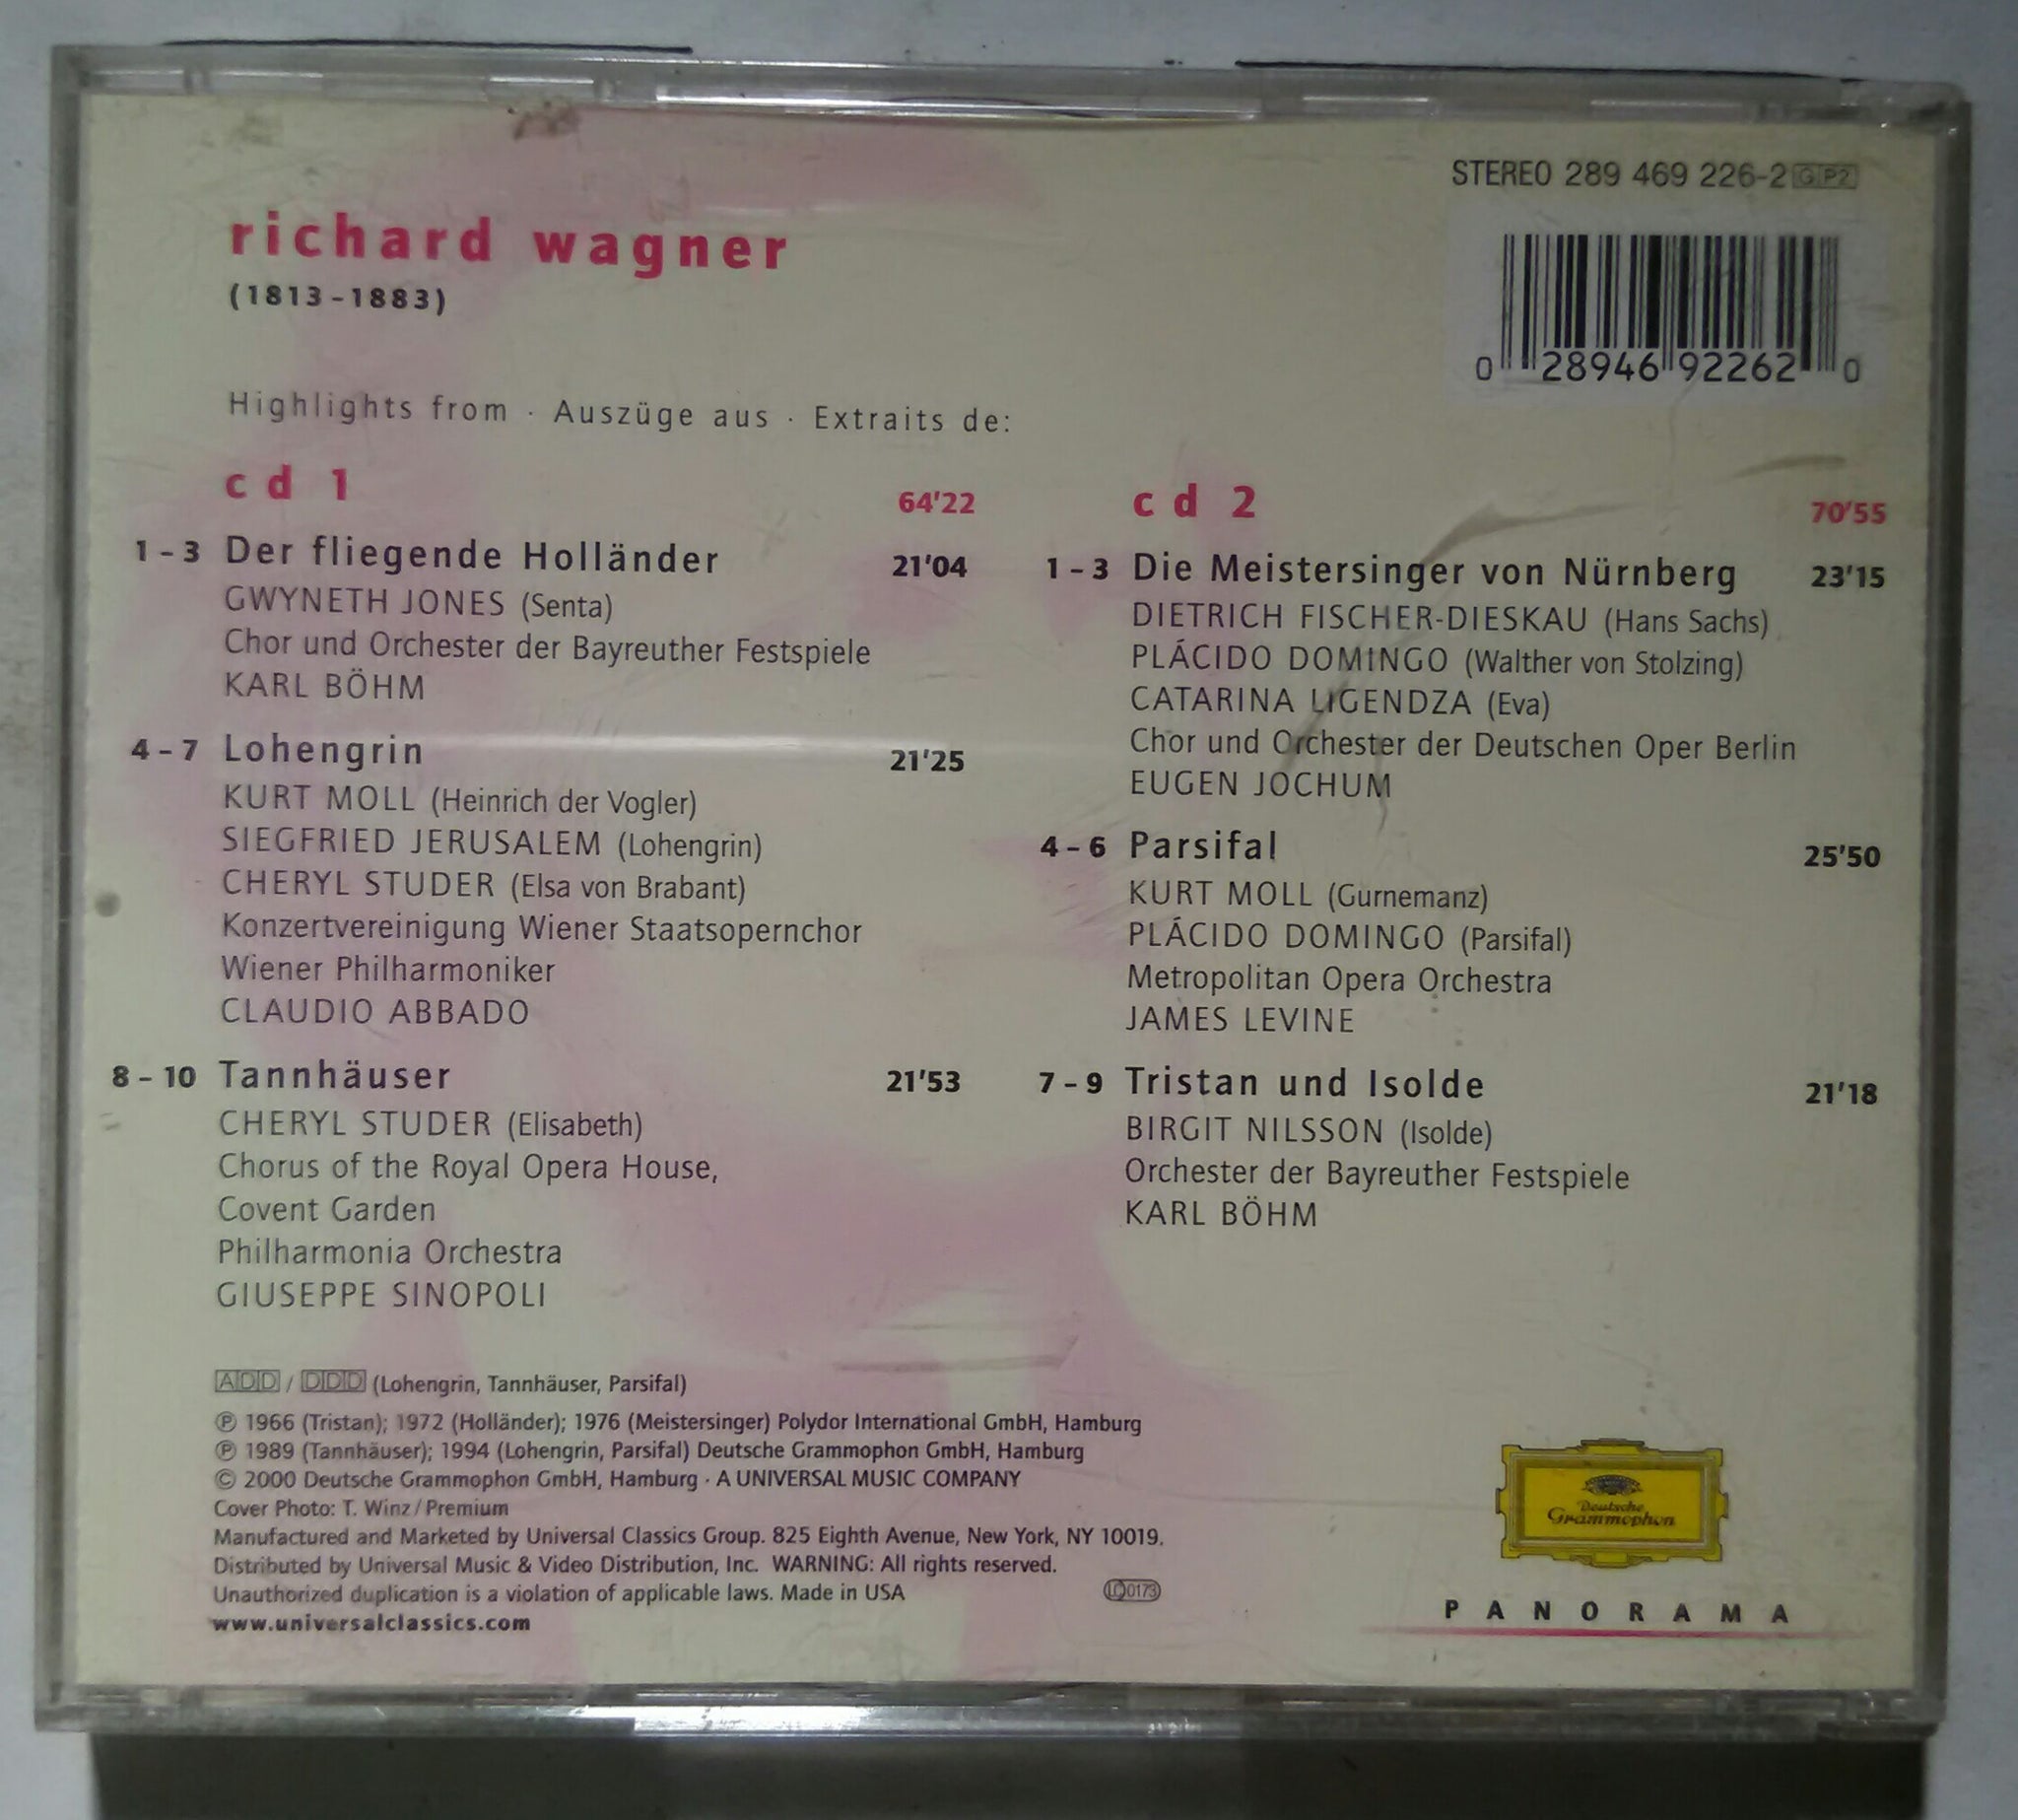 STEREO 289 469 226-2 GP2
0 28946 92262 0
richard wagner
(1813-1883)
Highlights from · Auszüge aus · Extraits de:
cd 1 64'22
1 - 3 Der fliegende Holländer 21'04
GWYNETH JONES (Senta)
Chor und Orchester der Bayreuther Festspiele
KARL BÖHM
4 - 7 Lohengrin 21'25
KURT MOLL (Heinrich der Vogler)
SIEGFRIED JERUSALEM (Lohengrin)
CHERYL STUDER (Elsa von Brabant)
Konzertvereinigung Wiener Staatsopernchor
Wiener Philharmoniker
CLAUDIO ABBADO
8 - 10 Tannhäuser 21'53
CHERYL STUDER (Elisabeth)
Chorus of the Royal Opera House,
Covent Garden
Philharmonia Orchestra
GIUSEPPE SINOPOLI
cd 2 70'55
1 - 3 Die Meistersinger von Nürnberg 23'15
DIETRICH FISCHER-DIESKAU (Hans Sachs)
PLÁCIDO DOMINGO (Walther von Stolzing)
CATARINA LIGENDZA (Eva)
Chor und Orchester der Deutschen Oper Berlin
EUGEN JOCHUM
4 - 6 Parsifal 25'50
KURT MOLL (Gurnemanz)
PLÁCIDO DOMINGO (Parsifal)
Metropolitan Opera Orchestra
JAMES LEVINE
7 - 9 Tristan und Isolde 21'18
BIRGIT NILSSON (Isolde)
Orchester der Bayreuther Festspiele
KARL BÖHM
ADD / DDD (Lohengrin, Tannhäuser, Parsifal)
℗ 1966 (Tristan); 1972 (Holländer); 1976 (Meistersinger) Polydor International GmbH, Hamburg
℗ 1989 (Tannhäuser); 1994 (Lohengrin, Parsifal) Deutsche Grammophon GmbH, Hamburg
© 2000 Deutsche Grammophon GmbH, Hamburg · A UNIVERSAL MUSIC COMPANY
Cover Photo: T. Winz / Premium
Manufactured and Marketed by Universal Classics Group. 825 Eighth Avenue, New York, NY 10019.
Distributed by Universal Music & Video Distribution, Inc. WARNING: All rights reserved.
Unauthorized duplication is a violation of applicable laws. Made in USA
LC 0173
www.universalclassics.com
Deutsche
Grammophon
PANORAMA